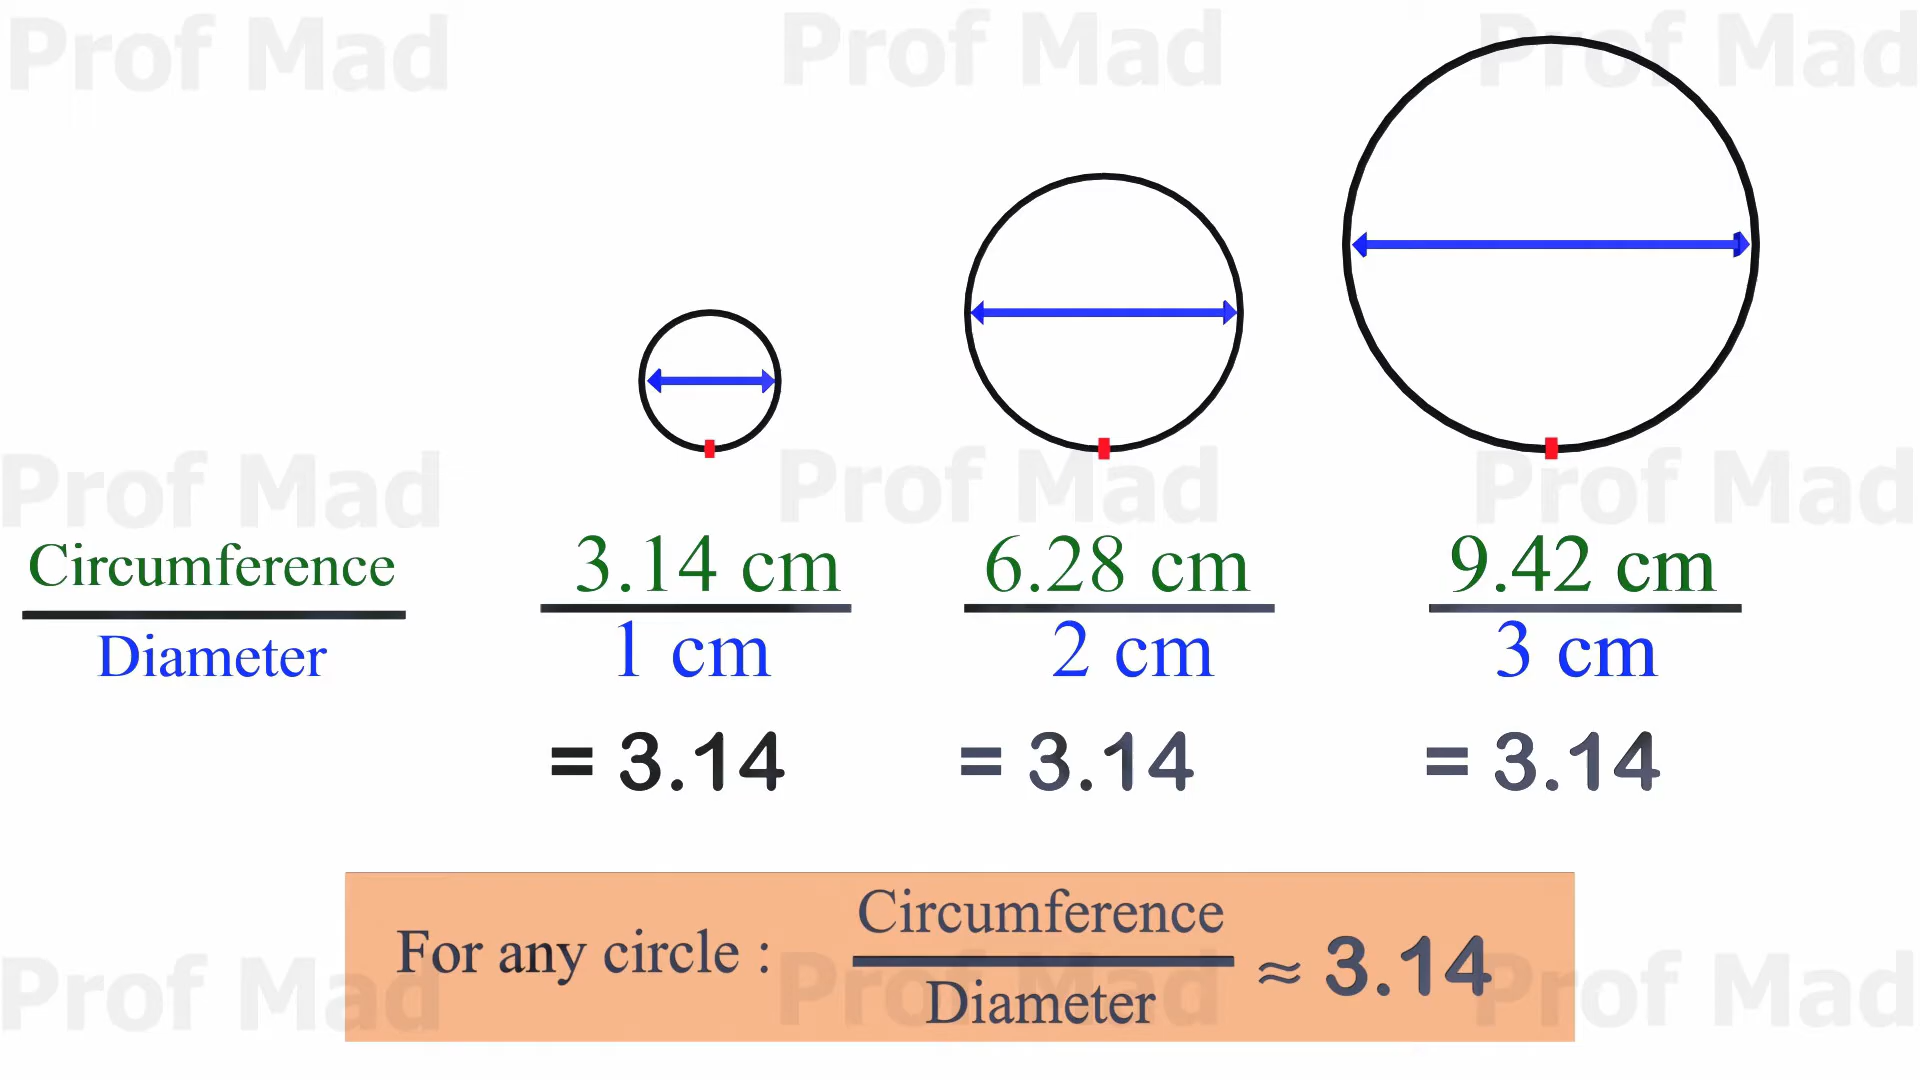 Prof Mad Prof Mad Prof Mad
Prof Mad Prof Mad Prof Mad
Circumference 3.14 cm 6.28 cm 9.42 cm
Diameter 1 cm 2 cm 3 cm
= 3.14 = 3.14 = 3.14
Circumference
For any circle : ≈ 3.14
Diameter
Prof Mad Prof Mad Prof Mad